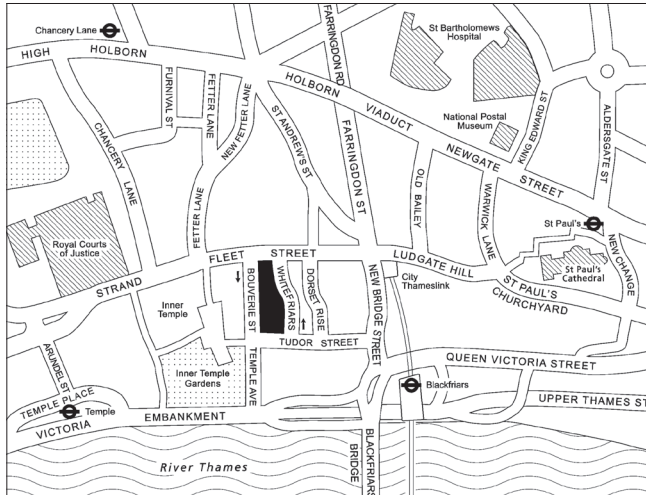 Chancery Lane
HIGH HOLBORN
FARRINGDON RD
St Bartholomews
Hospital
FURNIVAL ST
FETTER LANE
NEW FETTER LANE
HOLBORN VIADUCT
ST ANDREW'S ST
FARRINGDON ST
National Postal
Museum
KING EDWARD ST
ALDERSGATE ST
CHANCERY LANE
NEWGATE STREET
OLD BAILEY
WARWICK LANE
FETTER LANE
St Paul's
NEW CHANGE
Royal Courts
of Justice
FLEET STREET
LUDGATE HILL
St Paul's
Cathedral
STRAND
BOUVERIE ST
WHITEFRIARS
DORSET RISE
NEW BRIDGE STREET
City
Thameslink
ST PAUL'S
CHURCHYARD
Inner
Temple
TUDOR STREET
ARUNDEL ST
Inner Temple
Gardens
TEMPLE AVE
QUEEN VICTORIA STREET
TEMPLE PLACE
Temple
Blackfriars
UPPER THAMES ST
VICTORIA EMBANKMENT
River Thames
BLACKFRIARS
BRIDGE